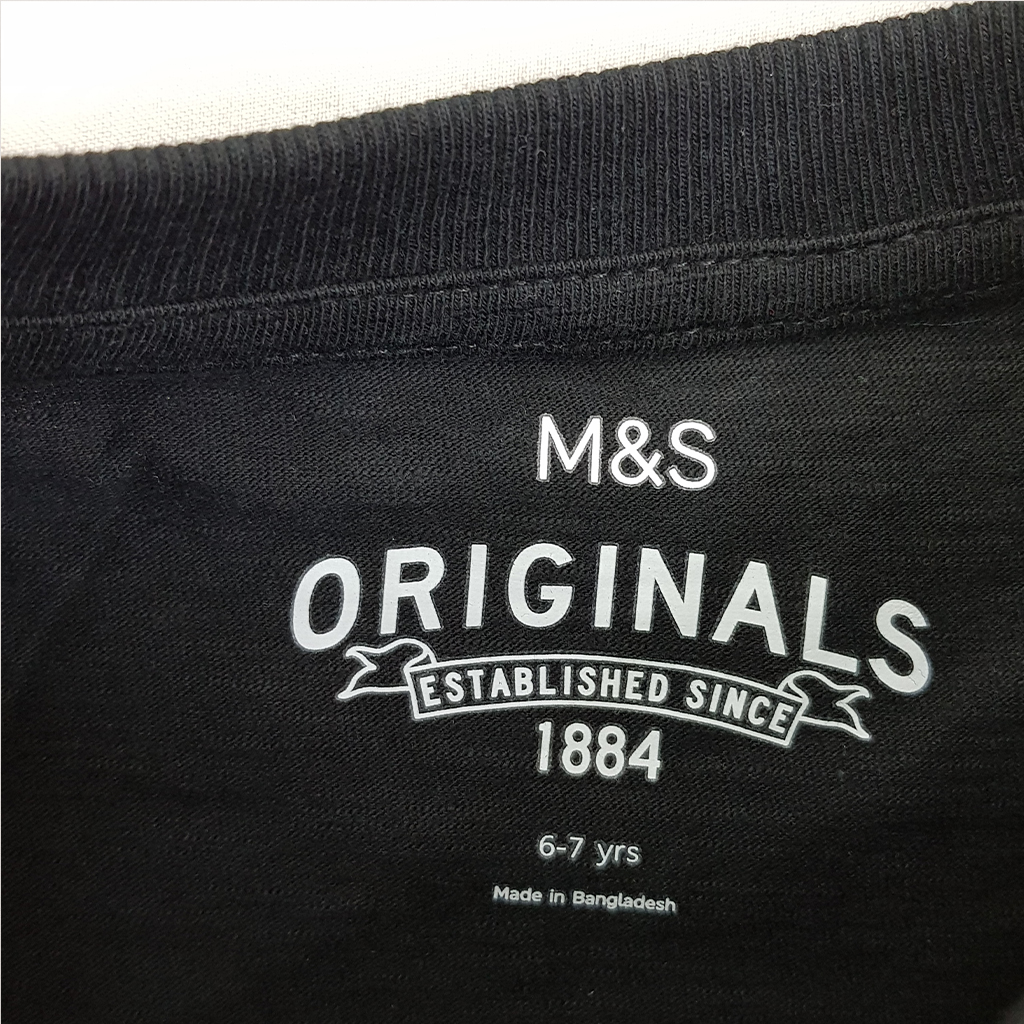 M&S
ORIGINALS
ESTABLISHED SINCE
1884
6-7 yrs
Made in Bangladesh